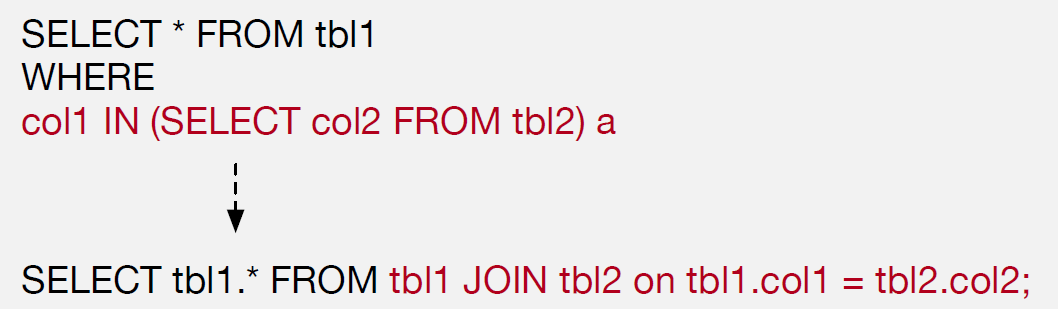 SELECT * FROM tbl1
WHERE
col1 IN (SELECT col2 FROM tbl2) a
SELECT tbl1.* FROM tbl1 JOIN tbl2 on tbl1.col1 = tbl2.col2;